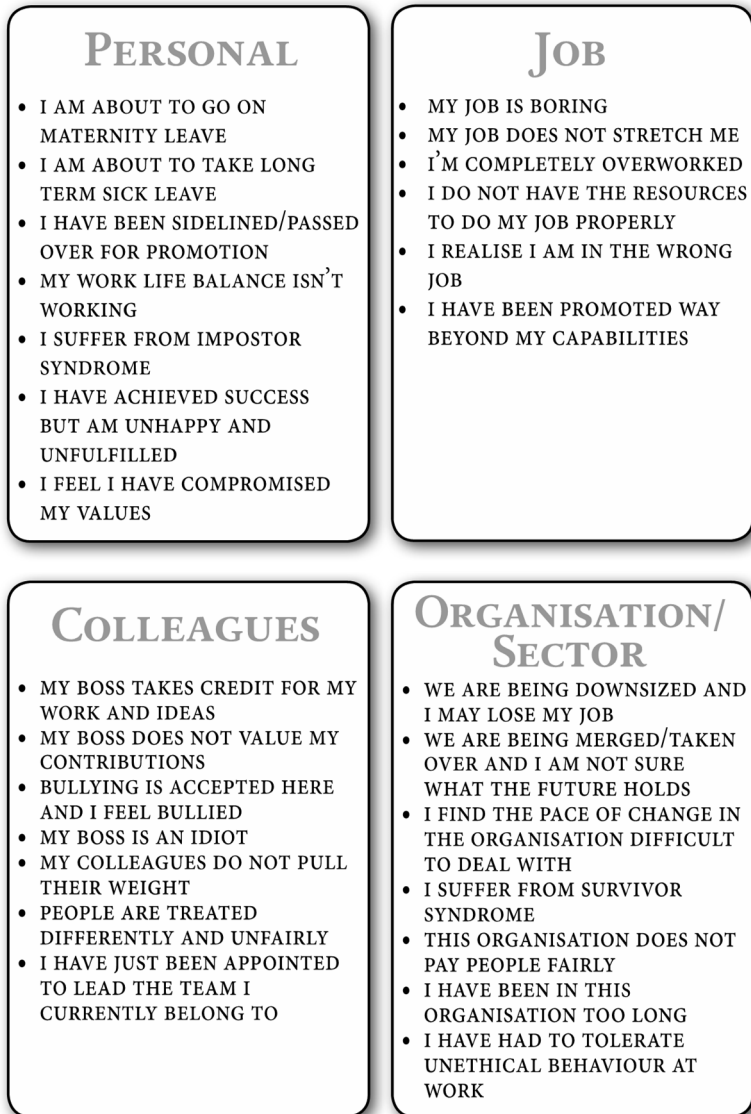 Personal
• I am about to go on
maternity leave
• I am about to take long
term sick leave
• I have been sidelined/passed
over for promotion
• My work life balance isn't
working
• I suffer from impostor
syndrome
• I have achieved success
but am unhappy and
unfulfilled
• I feel I have compromised
my values
Job
• My job is boring
• My job does not stretch me
• I'm completely overworked
• I do not have the resources
to do my job properly
• I realise I am in the wrong
job
• I have been promoted way
beyond my capabilities
Colleagues
• My boss takes credit for my
work and ideas
• My boss does not value my
contributions
• Bullying is accepted here
and I feel bullied
• My boss is an idiot
• My colleagues do not pull
their weight
• People are treated
differently and unfairly
• I have just been appointed
to lead the team I
currently belong to
Organisation/
Sector
• We are being downsized and
I may lose my job
• We are being merged/taken
over and I am not sure
what the future holds
• I find the pace of change in
the organisation difficult
to deal with
• I suffer from survivor
syndrome
• This organisation does not
pay people fairly
• I have been in this
organisation too long
• I have had to tolerate
unethical behaviour at
work